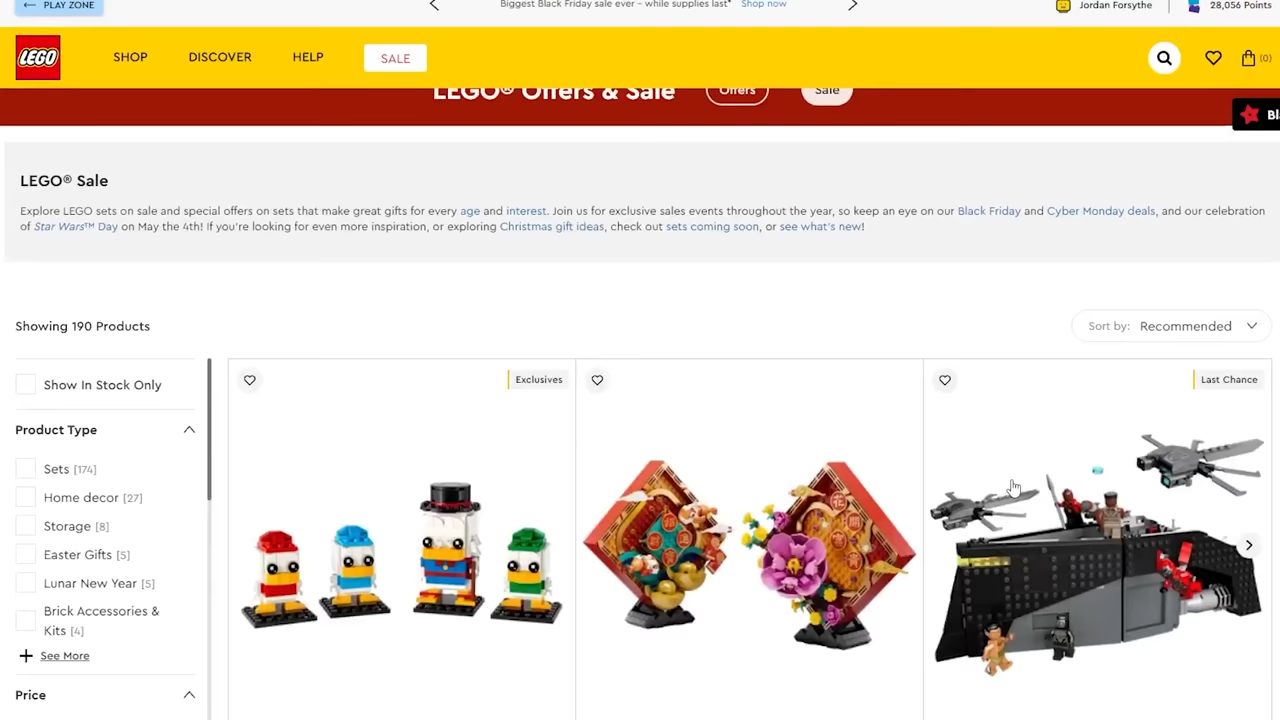 PLAY ZONE
Biggest Black Friday sale ever – while supplies last* Shop now
Jordan Forsythe
28,056 Points
LEGO
SHOP
DISCOVER
HELP
SALE
(0)
LEGO® Offers & Sale
Offers
Sale
LEGO® Sale
Explore LEGO sets on sale and special offers on sets that make great gifts for every age and interest. Join us for exclusive sales events throughout the year, so keep an eye on our Black Friday and Cyber Monday deals, and our celebration
of Star Wars™ Day on May the 4th! If you're looking for even more inspiration, or exploring Christmas gift ideas, check out sets coming soon, or see what's new!
Showing 190 Products
Sort by: Recommended
Show In Stock Only
Product Type
Sets [174]
Home decor [27]
Storage [8]
Easter Gifts [5]
Lunar New Year [5]
Brick Accessories &
Kits [4]
See More
Price
Exclusives
Last Chance